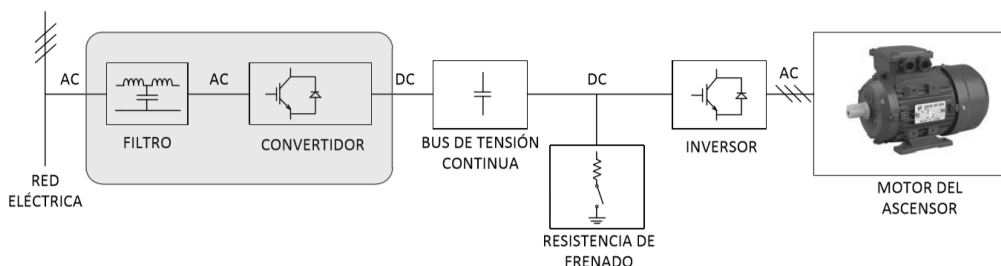 AC
AC
DC
DC
AC
FILTRO
CONVERTIDOR
BUS DE TENSIÓN
CONTINUA
INVERSOR
RED
ELÉCTRICA
MOTOR DEL
ASCENSOR
RESISTENCIA DE
FRENADO